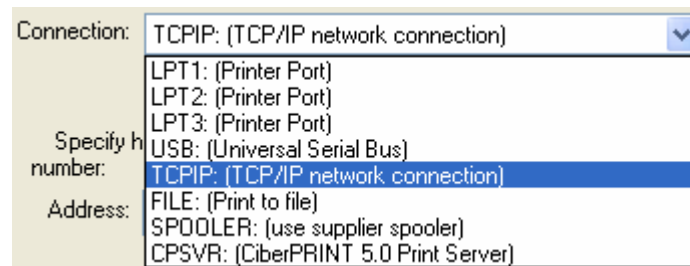 Connection: TCPIP: (TCP/IP network connection)
LPT1: (Printer Port)
LPT2: (Printer Port)
LPT3: (Printer Port)
Specify h USB: (Universal Serial Bus)
number: TCPIP: (TCP/IP network connection)
Address: FILE: (Print to file)
SPOOLER: (use supplier spooler)
CPSVR: (CiberPRINT 5.0 Print Server)